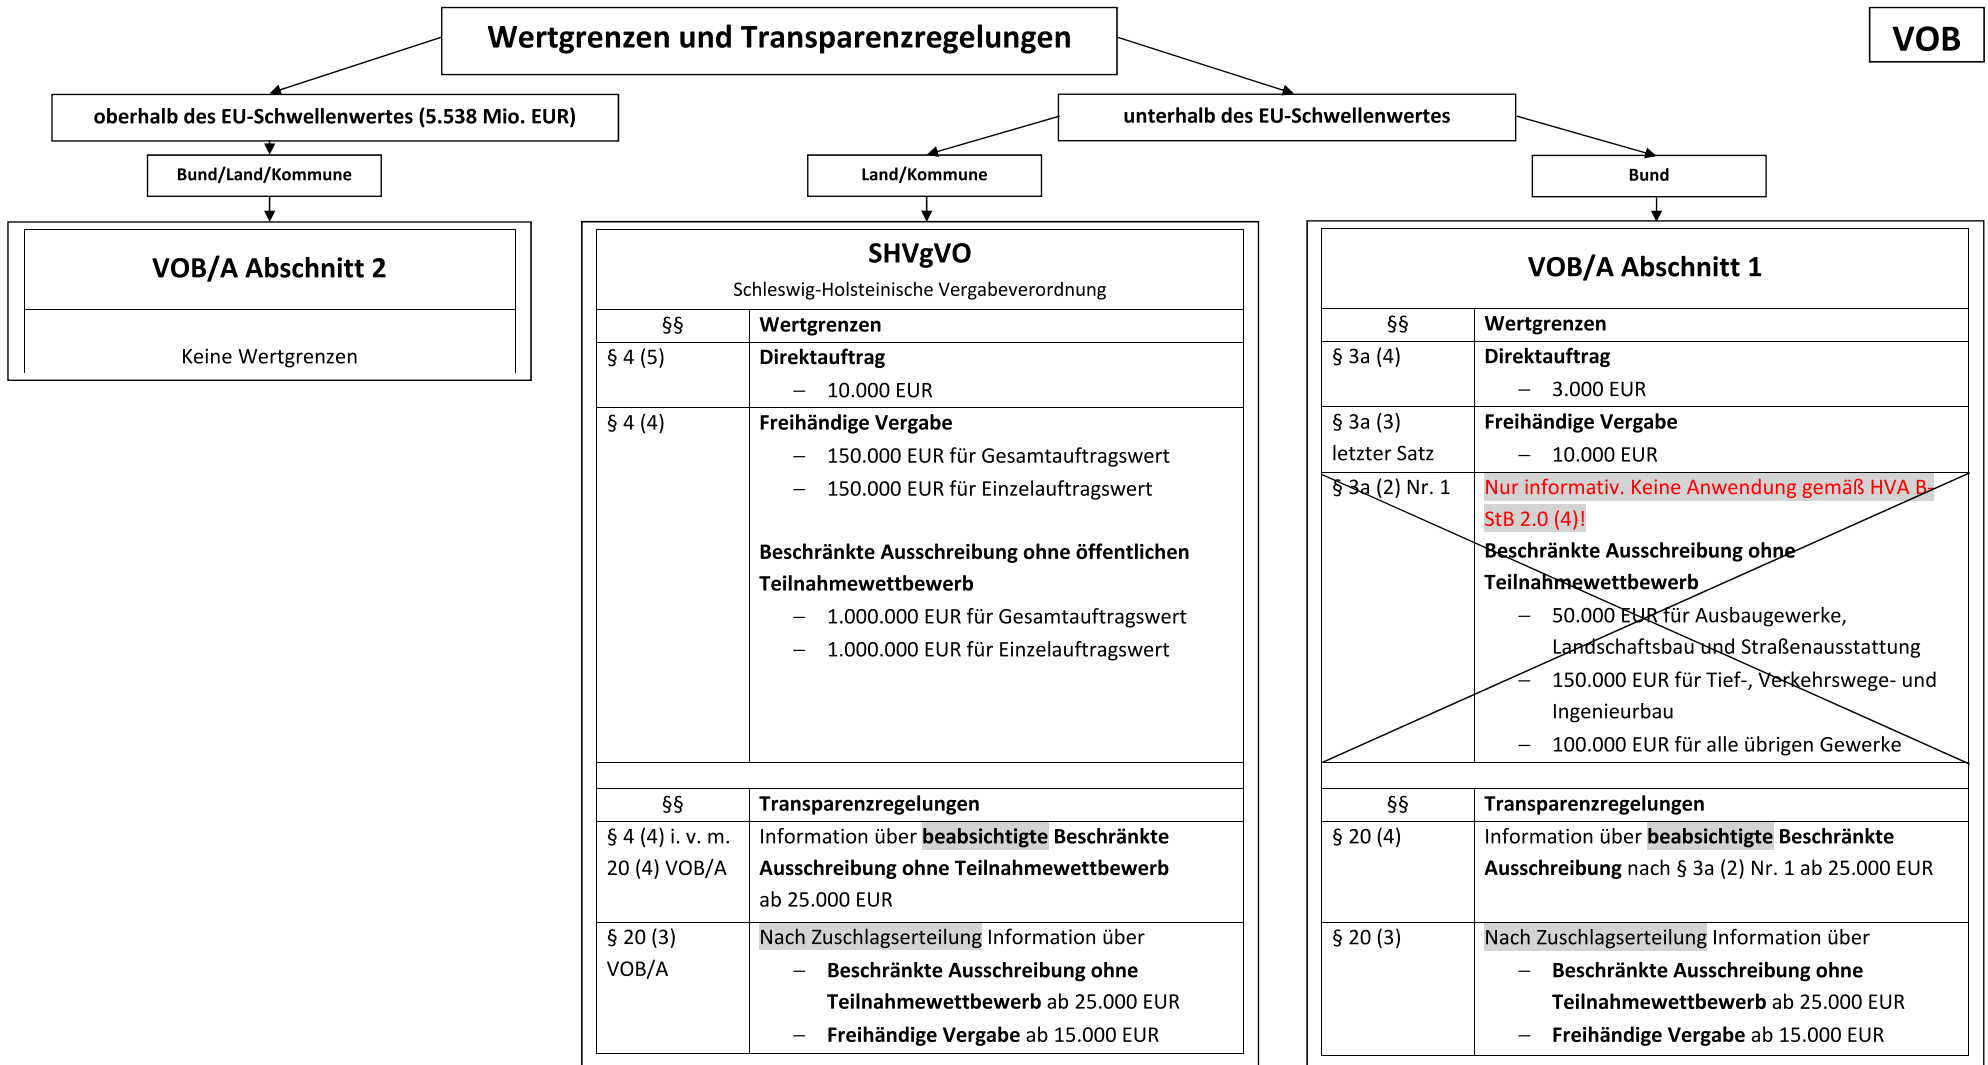 Wertgrenzen und Transparenzregelungen
VOB
oberhalb des EU-Schwellenwertes (5.538 Mio. EUR)
unterhalb des EU-Schwellenwertes
Bund/Land/Kommune
Land/Kommune
Bund
VOB/A Abschnitt 2
Keine Wertgrenzen
SHVgVO
Schleswig-Holsteinische Vergabeverordnung
§§ Wertgrenzen
§ 4 (5) Direktauftrag
– 10.000 EUR
§ 4 (4) Freihändige Vergabe
– 150.000 EUR für Gesamtauftragswert
– 150.000 EUR für Einzelauftragswert
Beschränkte Ausschreibung ohne öffentlichen
Teilnahmewettbewerb
– 1.000.000 EUR für Gesamtauftragswert
– 1.000.000 EUR für Einzelauftragswert
§§ Transparenzregelungen
§ 4 (4) i. v. m. Information über beabsichtigte Beschränkte
20 (4) VOB/A Ausschreibung ohne Teilnahmewettbewerb
ab 25.000 EUR
§ 20 (3) Nach Zuschlagserteilung Information über
VOB/A – Beschränkte Ausschreibung ohne
Teilnahmewettbewerb ab 25.000 EUR
– Freihändige Vergabe ab 15.000 EUR
VOB/A Abschnitt 1
§§ Wertgrenzen
§ 3a (4) Direktauftrag
– 3.000 EUR
§ 3a (3) Freihändige Vergabe
letzter Satz – 10.000 EUR
§ 3a (2) Nr. 1 Nur informativ. Keine Anwendung gemäß HVA B-
StB 2.0 (4)!
Beschränkte Ausschreibung ohne
Teilnahmewettbewerb
– 50.000 EUR für Ausbaugewerke,
Landschaftsbau und Straßenausstattung
– 150.000 EUR für Tief-, Verkehrswege- und
Ingenieurbau
– 100.000 EUR für alle übrigen Gewerke
§§ Transparenzregelungen
§ 20 (4) Information über beabsichtigte Beschränkte
Ausschreibung nach § 3a (2) Nr. 1 ab 25.000 EUR
§ 20 (3) Nach Zuschlagserteilung Information über
– Beschränkte Ausschreibung ohne
Teilnahmewettbewerb ab 25.000 EUR
– Freihändige Vergabe ab 15.000 EUR